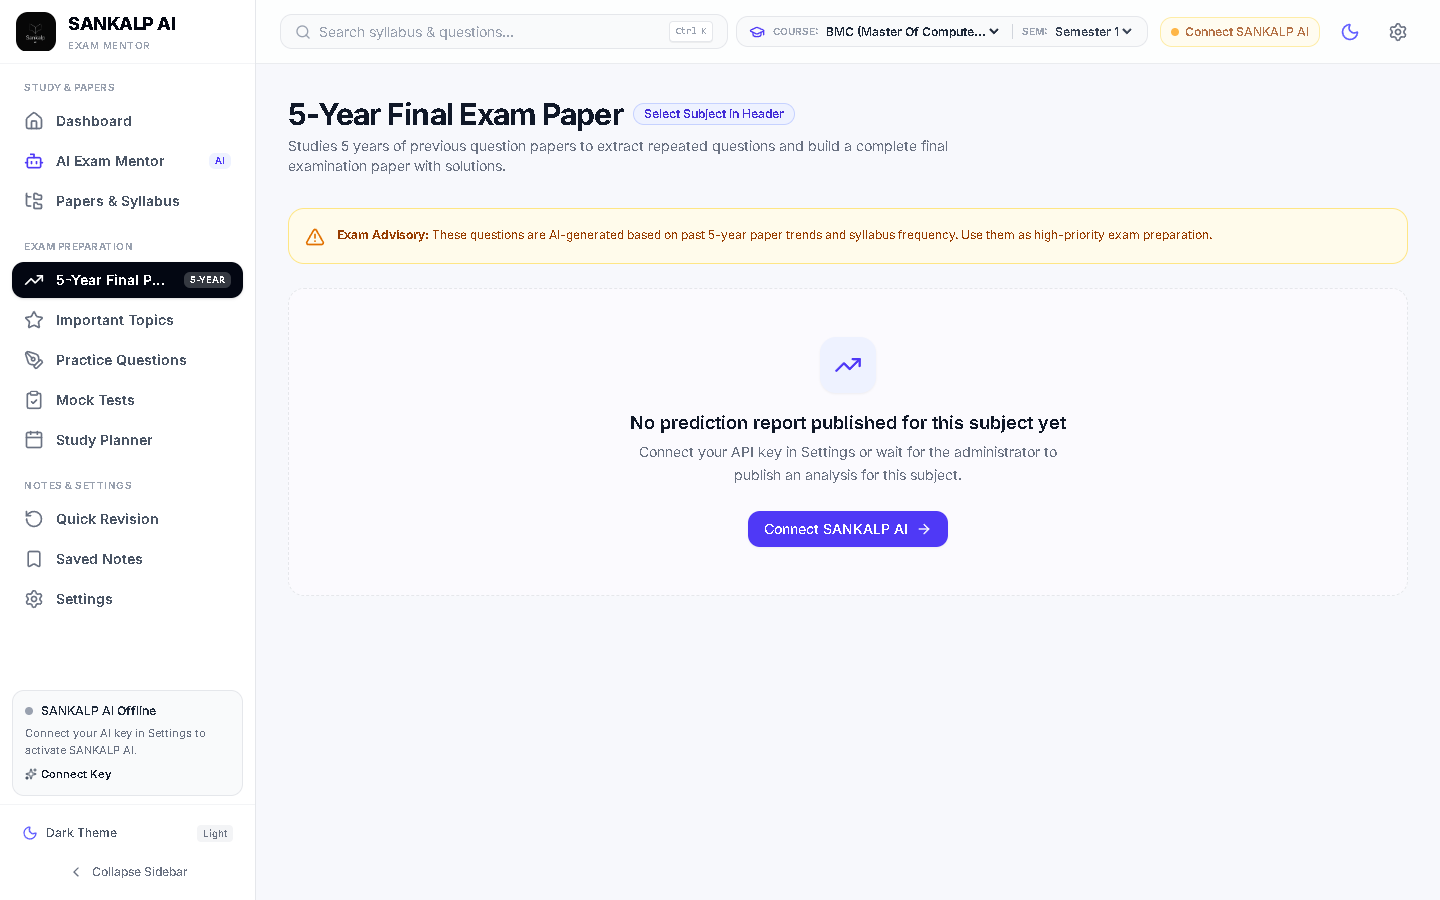 SANKALP AI
EXAM MENTOR
STUDY & PAPERS
Dashboard
AI Exam Mentor AI
Papers & Syllabus
EXAM PREPARATION
5-Year Final P... 5-YEAR
Important Topics
Practice Questions
Mock Tests
Study Planner
NOTES & SETTINGS
Quick Revision
Saved Notes
Settings
SANKALP AI Offline
Connect your AI key in Settings to
activate SANKALP AI.
Connect Key
Dark Theme Light
Collapse Sidebar
Search syllabus & questions... Ctrl K COURSE: BMC (Master Of Compute... SEM: Semester 1 Connect SANKALP AI
5-Year Final Exam Paper Select Subject in Header
Studies 5 years of previous question papers to extract repeated questions and build a complete final
examination paper with solutions.
Exam Advisory: These questions are AI-generated based on past 5-year paper trends and syllabus frequency. Use them as high-priority exam preparation.
No prediction report published for this subject yet
Connect your API key in Settings or wait for the administrator to
publish an analysis for this subject.
Connect SANKALP AI